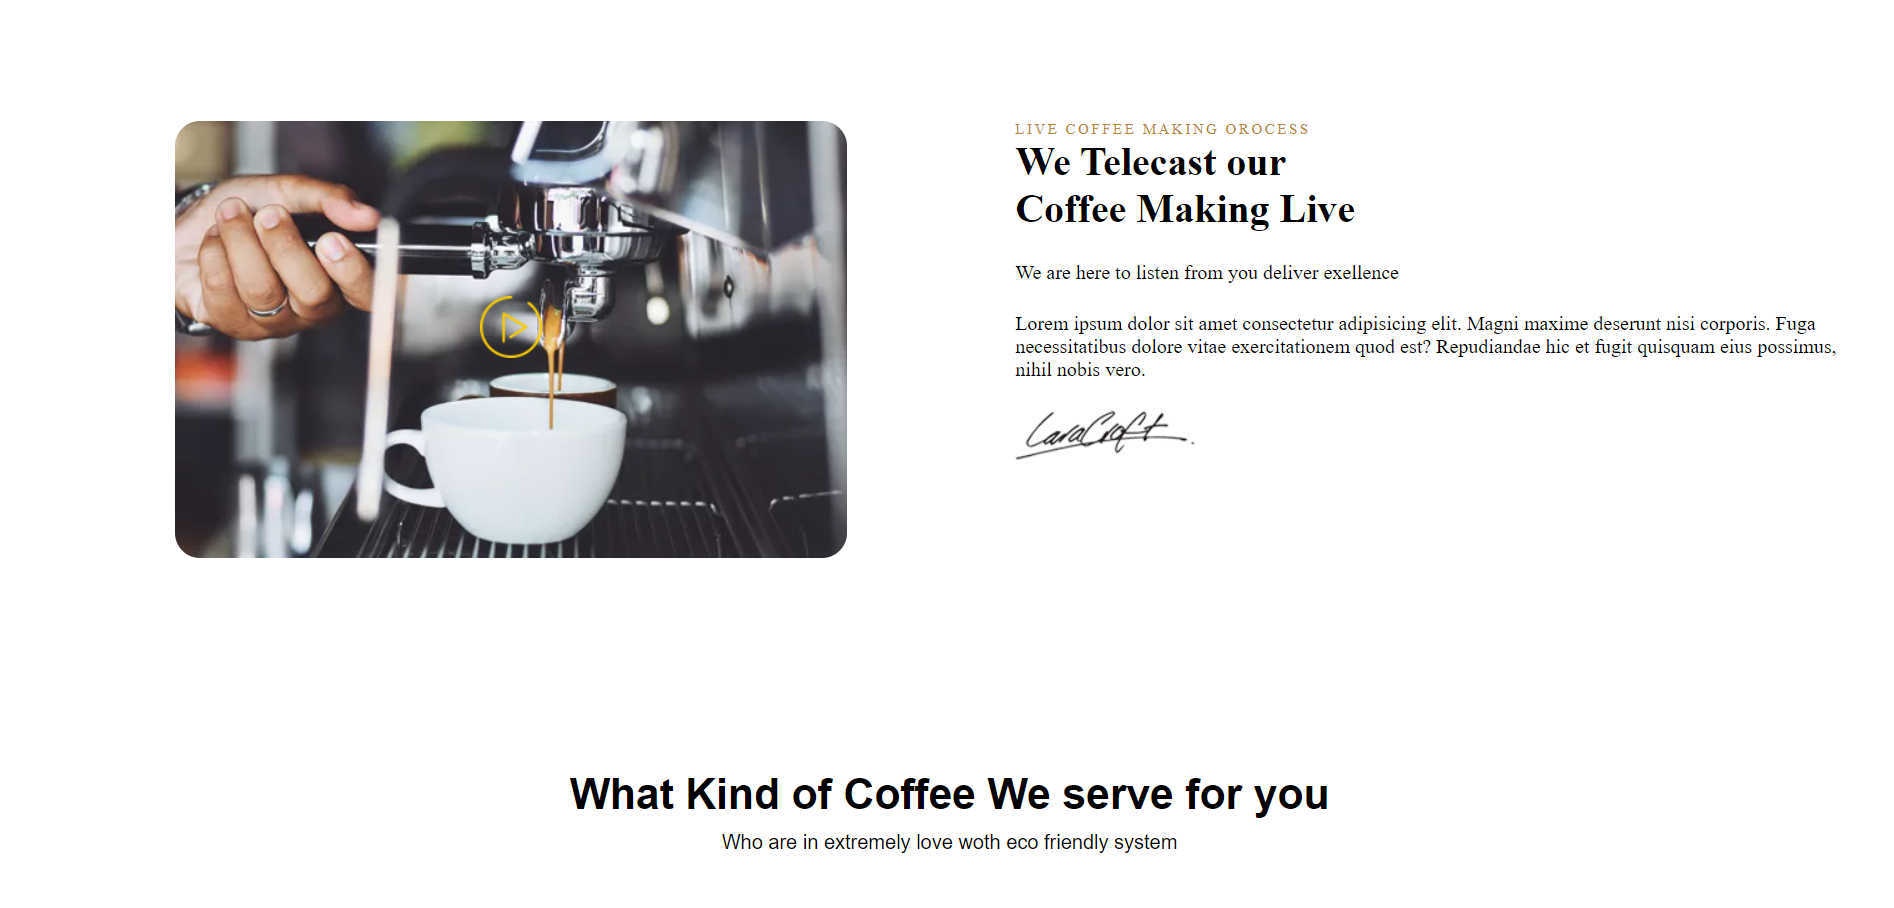 LIVE COFFEE MAKING OROCESS
We Telecast our
Coffee Making Live
We are here to listen from you deliver exellence
Lorem ipsum dolor sit amet consectetur adipisicing elit. Magni maxime deserunt nisi corporis. Fuga
necessitatibus dolore vitae exercitationem quod est? Repudiandae hic et fugit quisquam eius possimus,
nihil nobis vero.
LaraCroft.
What Kind of Coffee We serve for you
Who are in extremely love woth eco friendly system